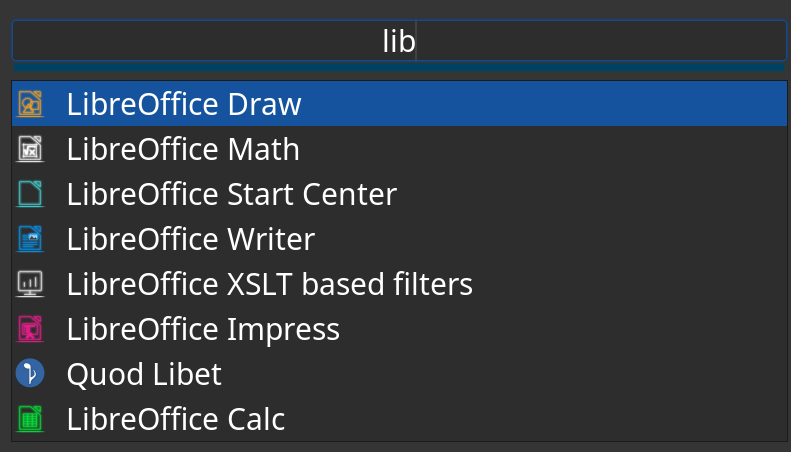 lib
LibreOffice Draw
LibreOffice Math
LibreOffice Start Center
LibreOffice Writer
LibreOffice XSLT based filters
LibreOffice Impress
Quod Libet
LibreOffice Calc